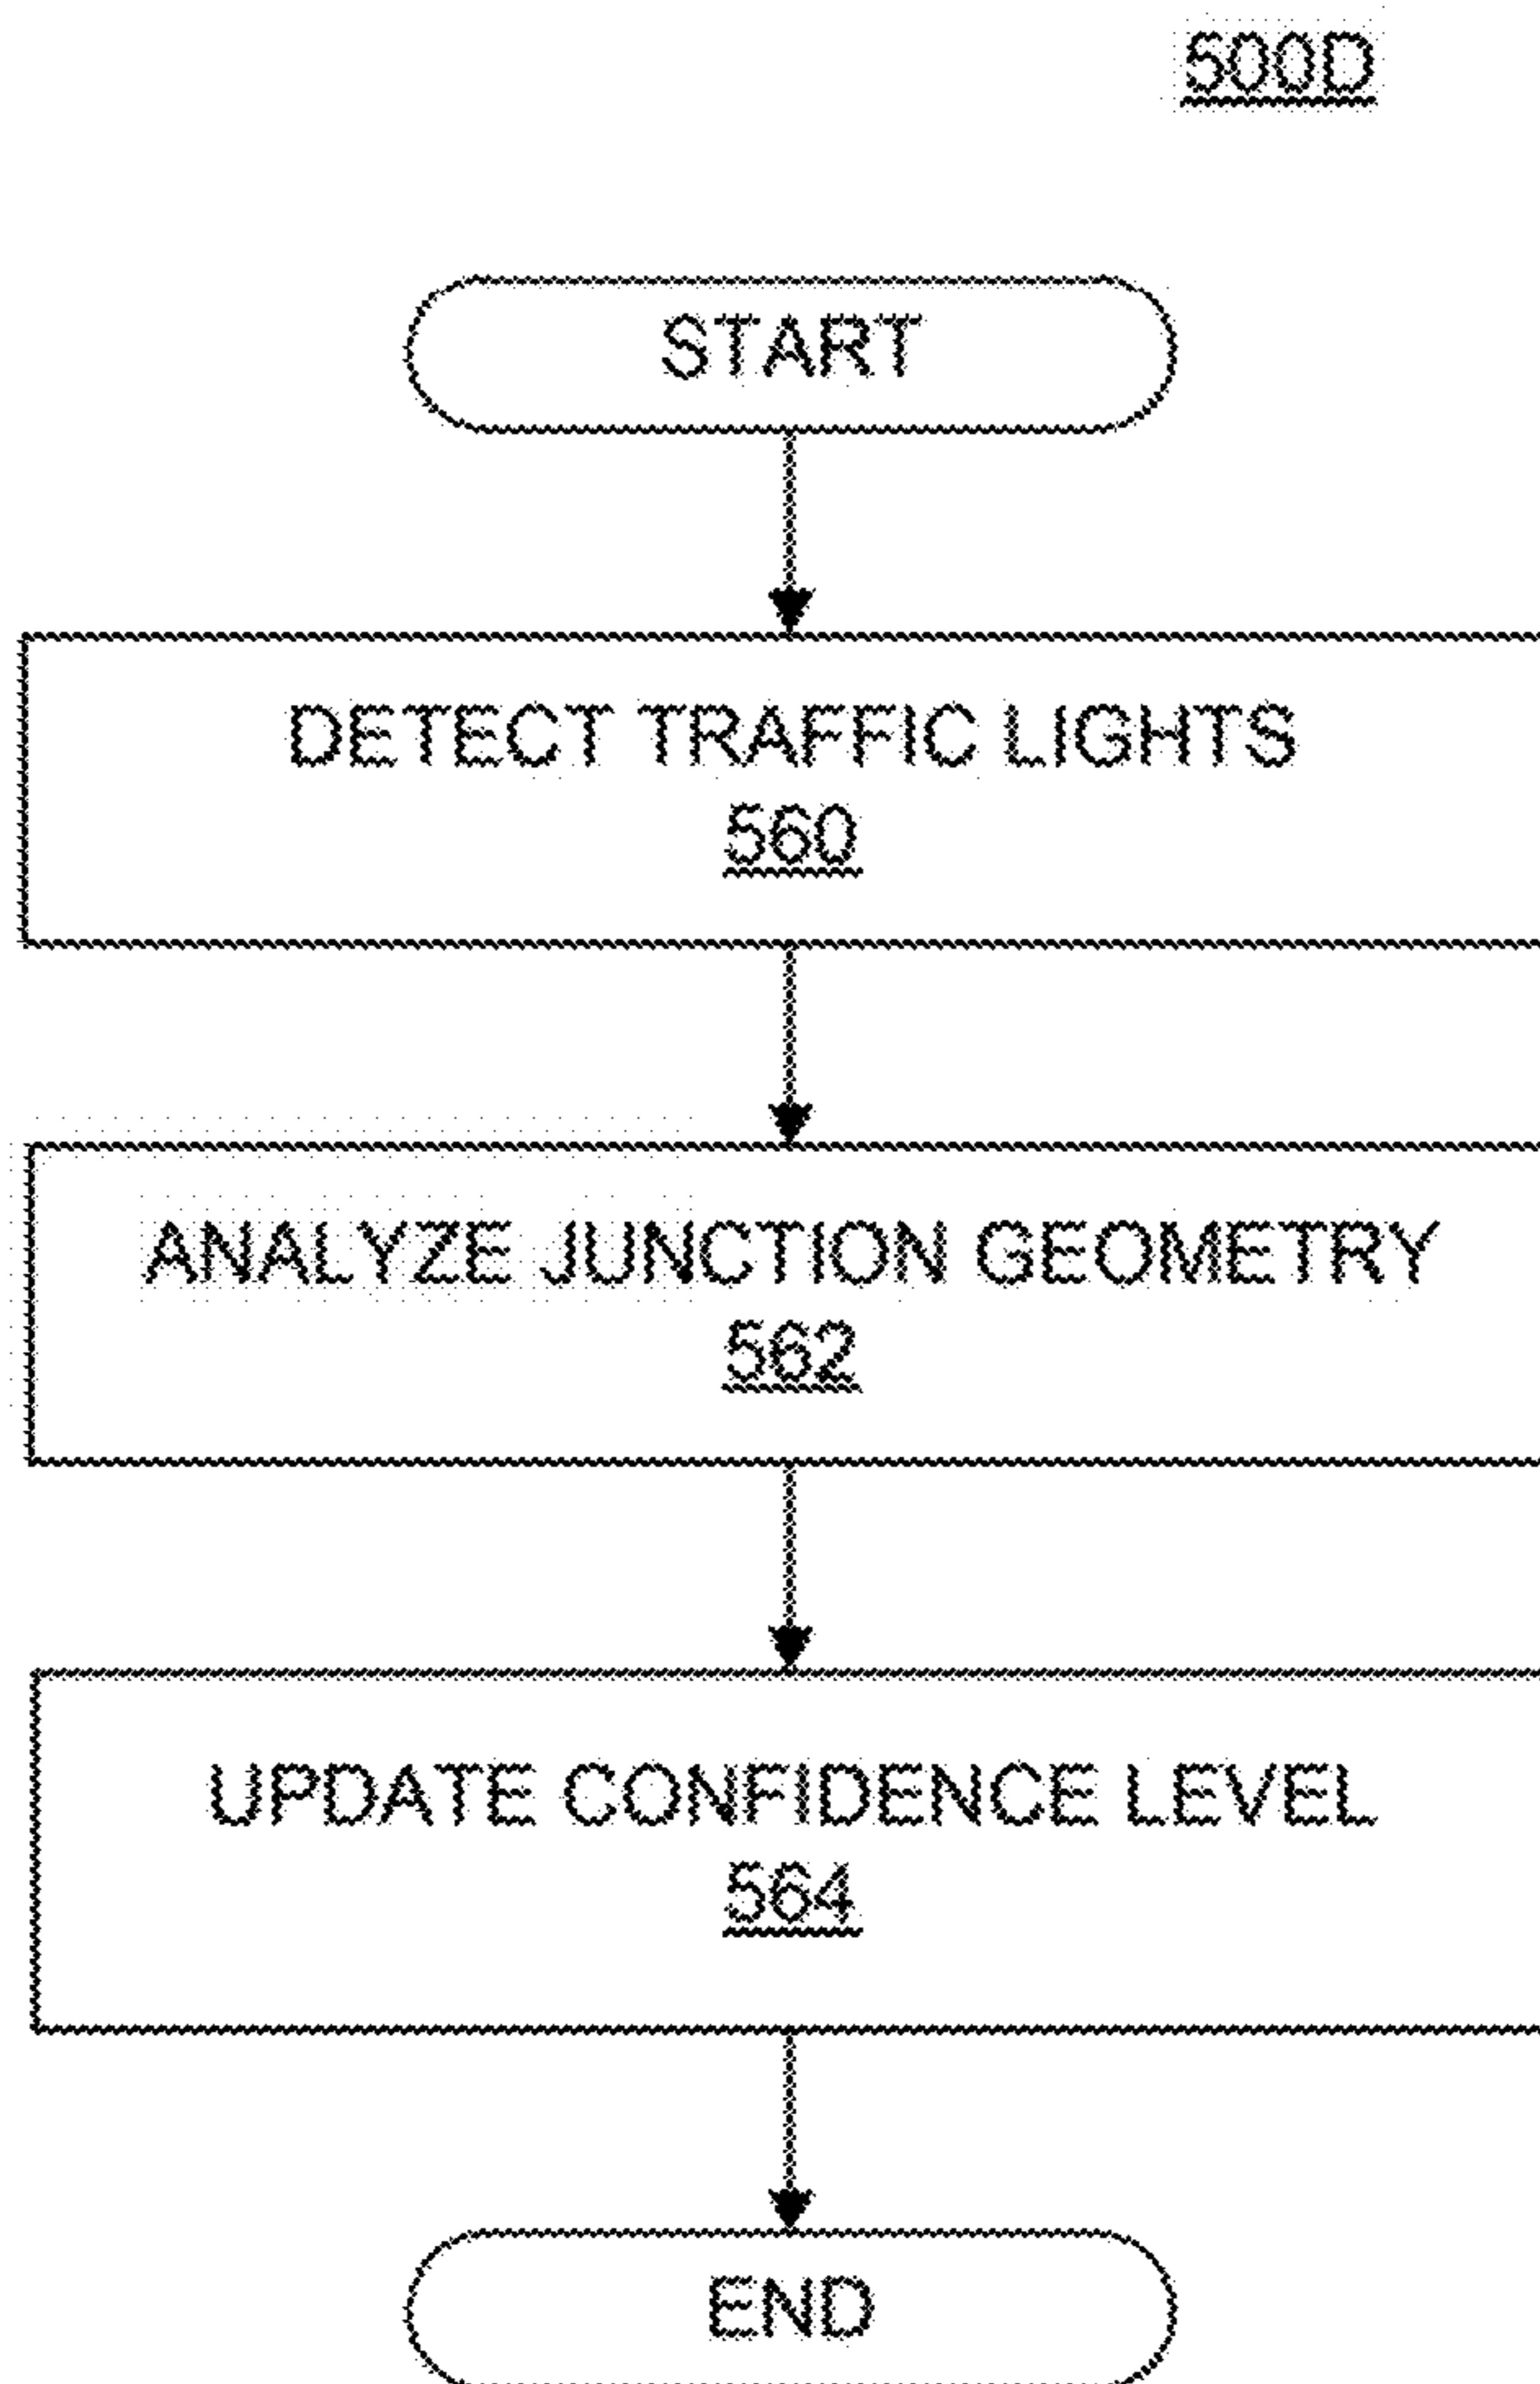 500D
START
DETECT TRAFFIC LIGHTS
560
ANALYZE JUNCTION GEOMETRY
562
UPDATE CONFIDENCE LEVEL
564
END